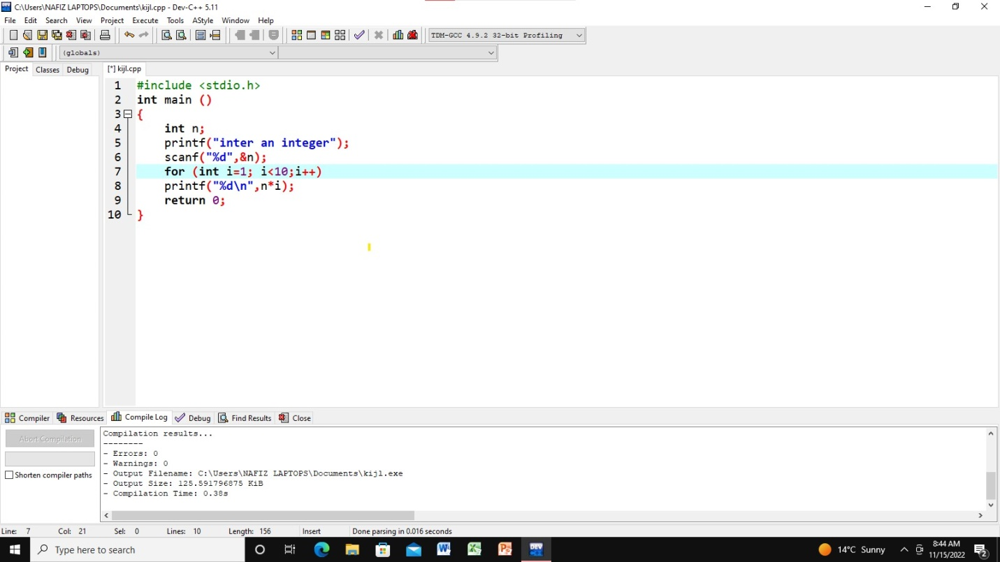 C:\Users\NAFIZ LAPTOPS\Documents\kijl.cpp - Dev-C++ 5.11
File Edit Search View Project Execute Tools AStyle Window Help
TDM-GCC 4.9.2 32-bit Profiling
(globals)
Project Classes Debug [*] kijl.cpp
1 #include <stdio.h>
2 int main ()
3 {
4 int n;
5 printf("inter an integer");
6 scanf("%d",&n);
7 for (int i=1; i<10;i++)
8 printf("%d\n",n*i);
9 return 0;
10 }
Compiler Resources Compile Log Debug Find Results Close
Abort Compilation
Shorten compiler paths
Compilation results...
--------
- Errors: 0
- Warnings: 0
- Output Filename: C:\Users\NAFIZ LAPTOPS\Documents\kijl.exe
- Output Size: 125.591796875 KiB
- Compilation Time: 0.38s
Line: 7 Col: 21 Sel: 0 Lines: 10 Length: 156 Insert Done parsing in 0.016 seconds
Type here to search
DEV
14°C Sunny
8:44 AM
11/15/2022
2